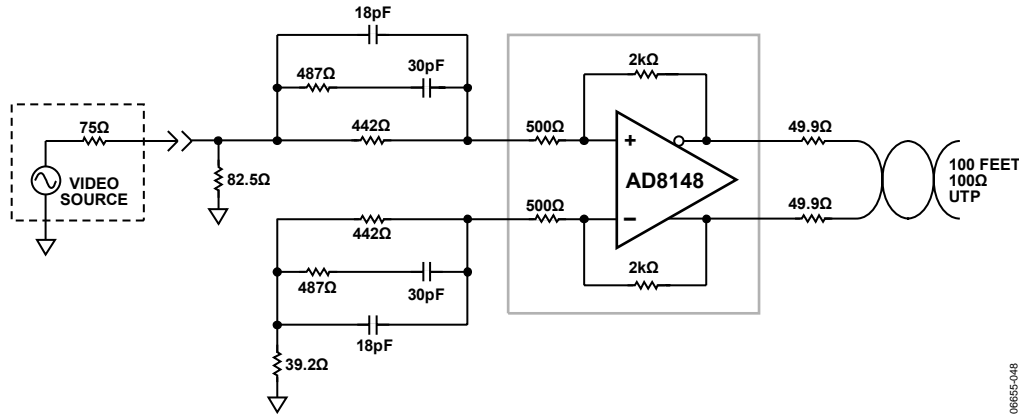 18pF
487Ω
30pF
2kΩ
75Ω
442Ω
500Ω
49.9Ω
+
VIDEO
SOURCE
82.5Ω
AD8148
100 FEET
100Ω
UTP
500Ω
–
49.9Ω
442Ω
487Ω
30pF
2kΩ
18pF
39.2Ω
06655-048